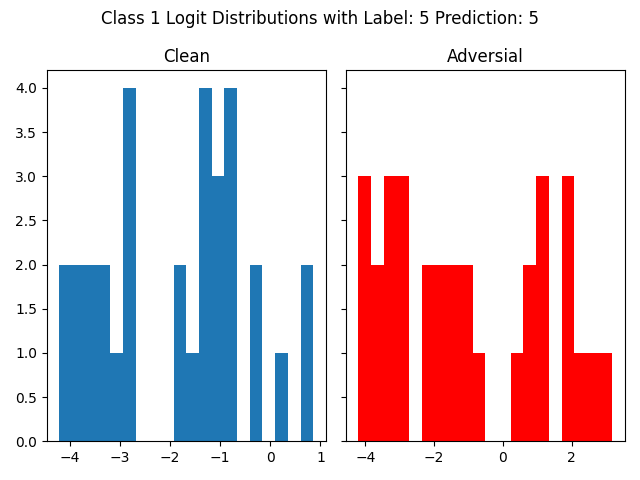 Class 1 Logit Distributions with Label: 5 Prediction: 5
Clean
Adversial
4.0
3.5
3.0
2.5
2.0
1.5
1.0
0.5
0.0
−4 −3 −2 −1 0 1
−4 −2 0 2